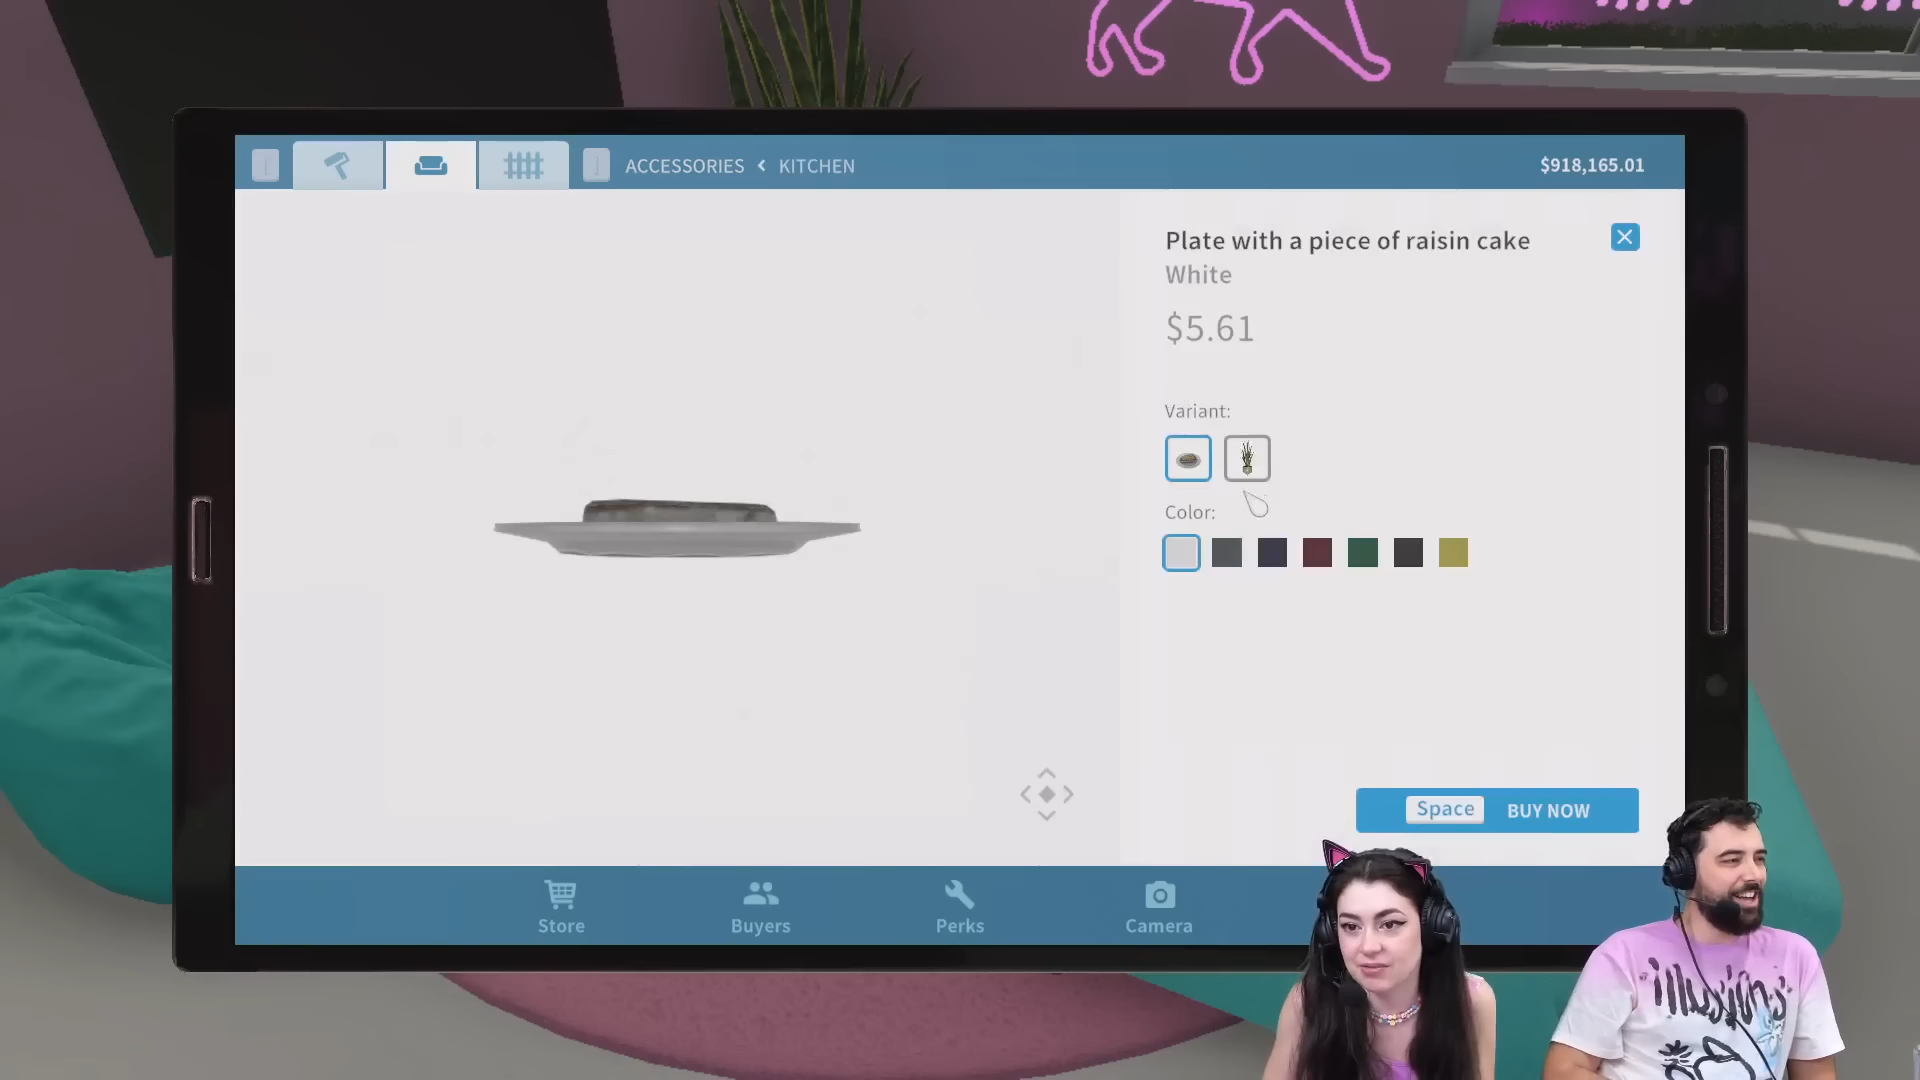 ACCESSORIES < KITCHEN
$918,165.01
Plate with a piece of raisin cake
White
$5.61
Variant:
Color:
Space BUY NOW
Store Buyers Perks Camera